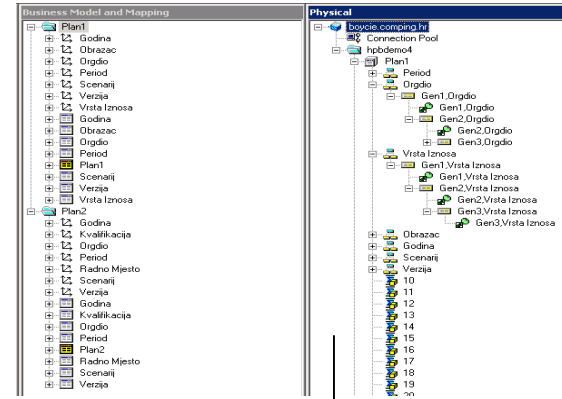 Business Model and Mapping
Plan1
Godina
Obrazac
Orgdio
Period
Scenarij
Verzija
Vrsta Iznosa
Godina
Obrazac
Orgdio
Period
Plan1
Scenarij
Verzija
Vrsta Iznosa
Plan2
Godina
Kvalifikacija
Orgdio
Period
Radno Mjesto
Scenarij
Verzija
Godina
Kvalifikacija
Orgdio
Period
Plan2
Radno Mjesto
Scenarij
Verzija
Physical
boycie.comping.hr
Connection Pool
hpbdemo4
Plan1
Period
Orgdio
Gen1,Orgdio
Gen1,Orgdio
Gen2,Orgdio
Gen2,Orgdio
Gen3,Orgdio
Vrsta Iznosa
Gen1,Vrsta Iznosa
Gen1,Vrsta Iznosa
Gen2,Vrsta Iznosa
Gen2,Vrsta Iznosa
Gen3,Vrsta Iznosa
Gen3,Vrsta Iznosa
Obrazac
Godina
Scenarij
Verzija
10
11
12
13
14
15
16
17
18
19
20